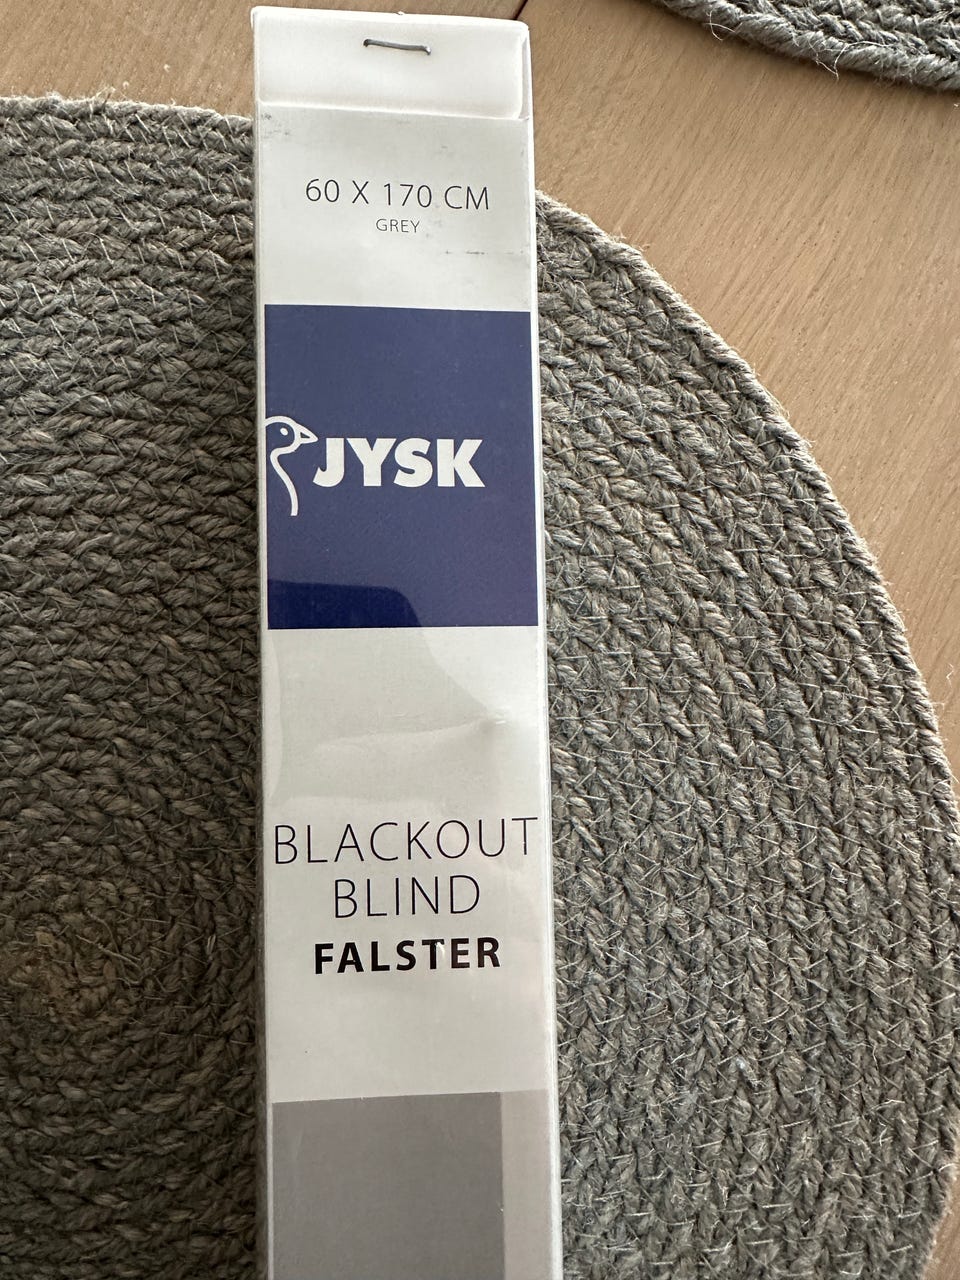 60 X 170 CM
GREY
JYSK
BLACKOUT
BLIND
FALSTER